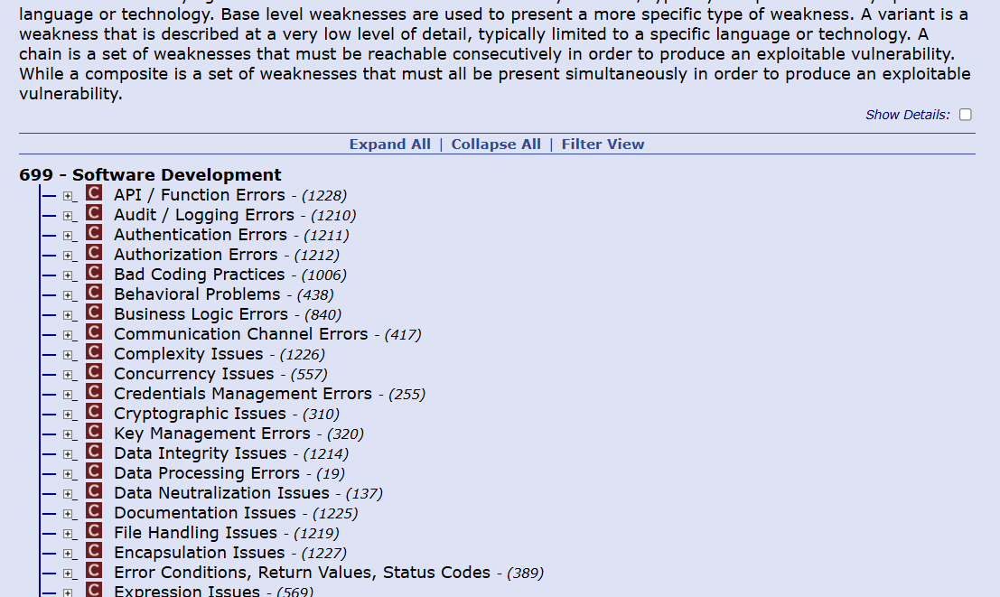 language or technology. Base level weaknesses are used to present a more specific type of weakness. A variant is a
weakness that is described at a very low level of detail, typically limited to a specific language or technology. A
chain is a set of weaknesses that must be reachable consecutively in order to produce an exploitable vulnerability.
While a composite is a set of weaknesses that must all be present simultaneously in order to produce an exploitable
vulnerability.
Show Details:
Expand All | Collapse All | Filter View
699 - Software Development
C API / Function Errors - (1228)
C Audit / Logging Errors - (1210)
C Authentication Errors - (1211)
C Authorization Errors - (1212)
C Bad Coding Practices - (1006)
C Behavioral Problems - (438)
C Business Logic Errors - (840)
C Communication Channel Errors - (417)
C Complexity Issues - (1226)
C Concurrency Issues - (557)
C Credentials Management Errors - (255)
C Cryptographic Issues - (310)
C Key Management Errors - (320)
C Data Integrity Issues - (1214)
C Data Processing Errors - (19)
C Data Neutralization Issues - (137)
C Documentation Issues - (1225)
C File Handling Issues - (1219)
C Encapsulation Issues - (1227)
C Error Conditions, Return Values, Status Codes - (389)
C Expression Issues - (569)